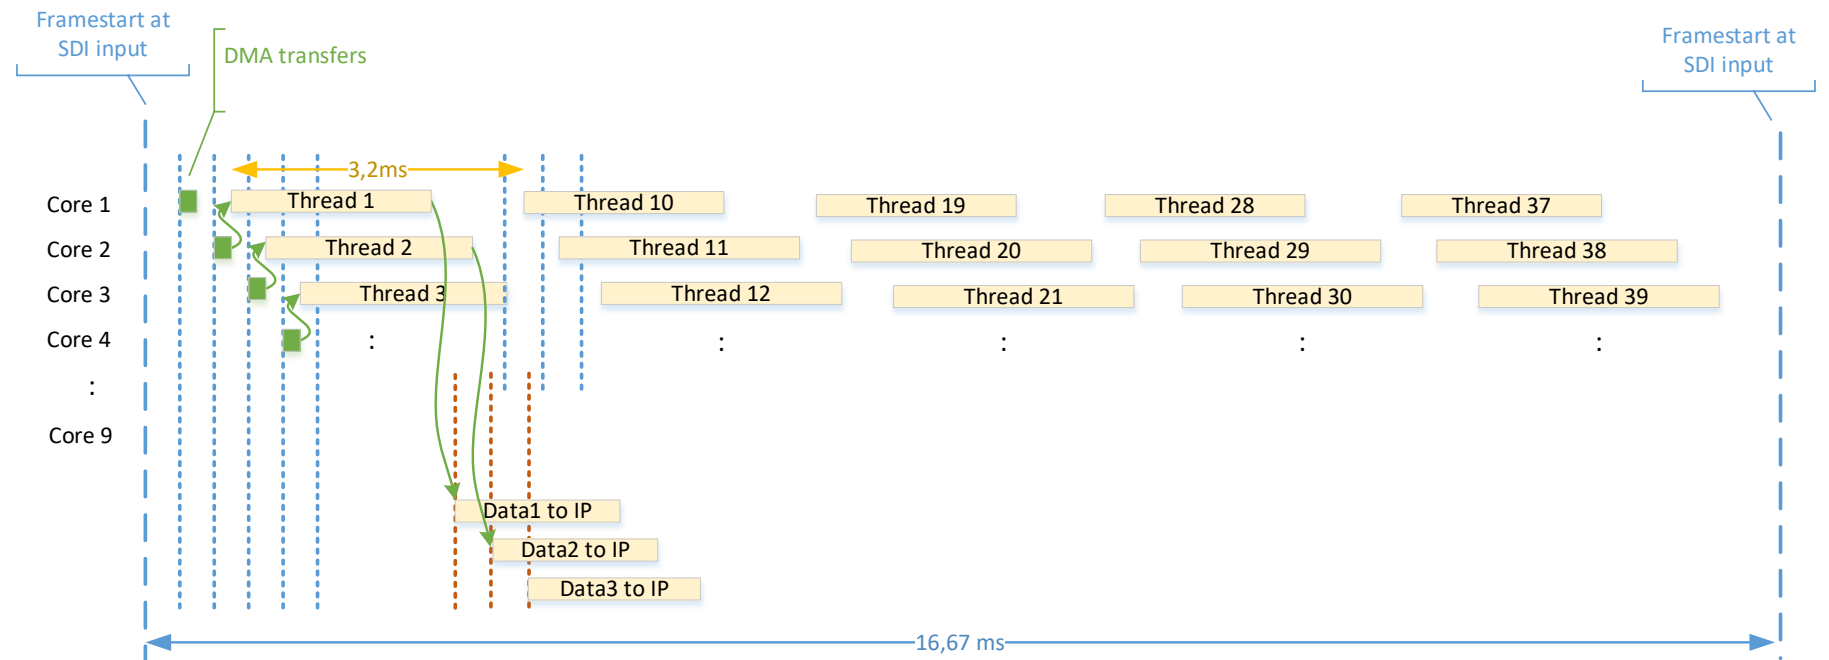 Framestart at
SDI input
DMA transfers
Framestart at
SDI input
3,2ms
Core 1
Thread 1
Thread 10
Thread 19
Thread 28
Thread 37
Core 2
Thread 2
Thread 11
Thread 20
Thread 29
Thread 38
Core 3
Thread 3
Thread 12
Thread 21
Thread 30
Thread 39
Core 4
:
:
:
:
:
:
Core 9
Data1 to IP
Data2 to IP
Data3 to IP
16,67 ms